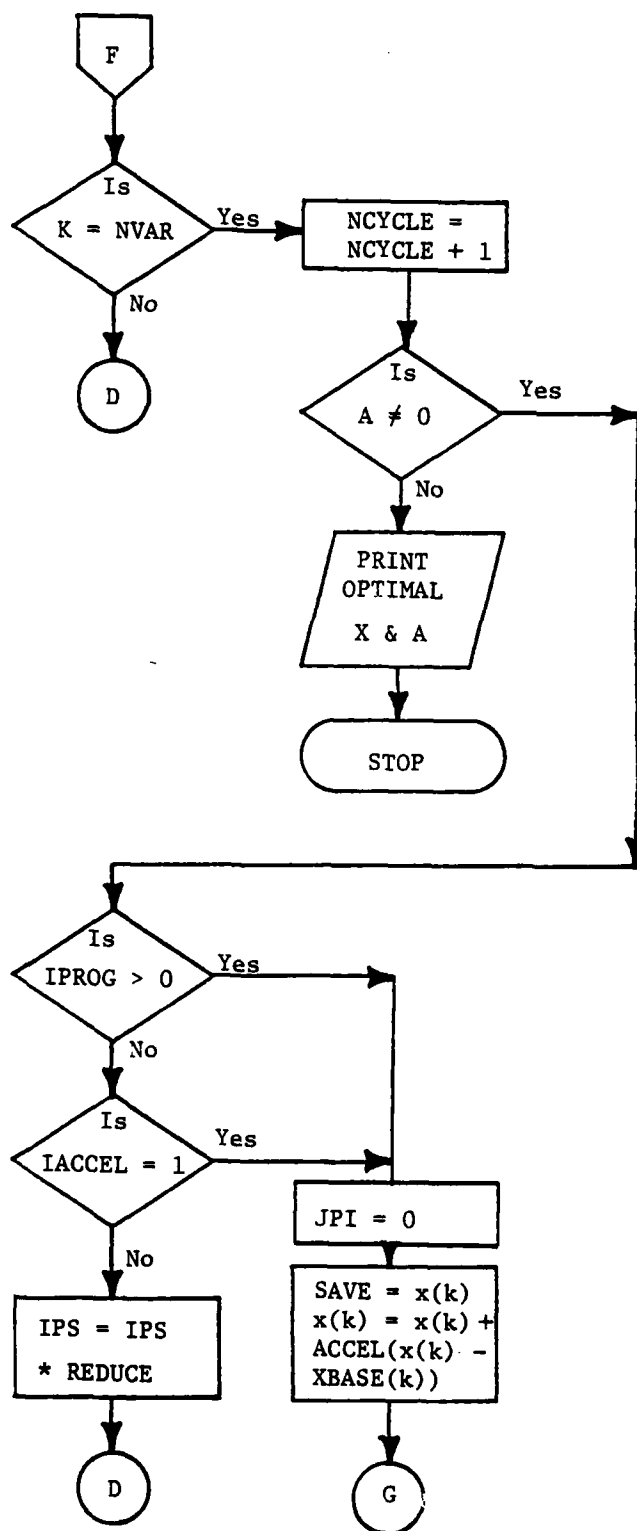 F
Is
K = NVAR
Yes
No
D
NCYCLE =
NCYCLE + 1
Is
A ≠ 0
Yes
No
PRINT
OPTIMAL
X & A
STOP
Is
IPROG > 0
Yes
No
Is
IACCEL = 1
Yes
No
IPS = IPS
* REDUCE
D
JPI = 0
SAVE = x(k)
x(k) = x(k) +
ACCEL(x(k) -
XBASE(k))
G